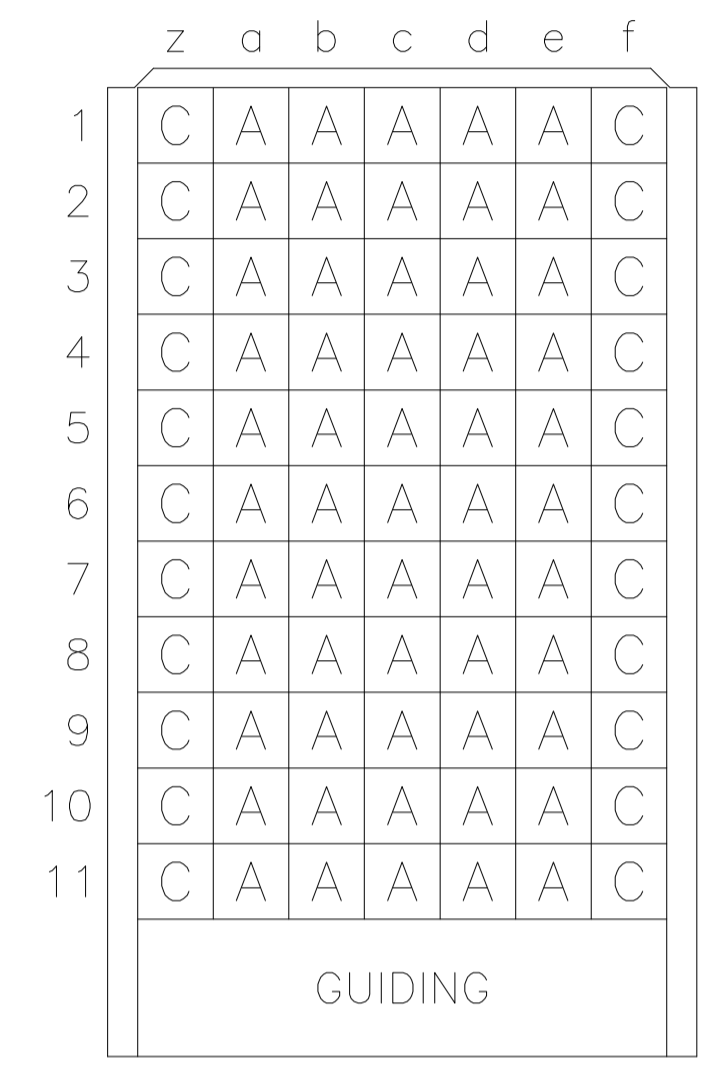 z a b c d e f
1 C A A A A A C
2 C A A A A A C
3 C A A A A A C
4 C A A A A A C
5 C A A A A A C
6 C A A A A A C
7 C A A A A A C
8 C A A A A A C
9 C A A A A A C
10 C A A A A A C
11 C A A A A A C
GUIDING